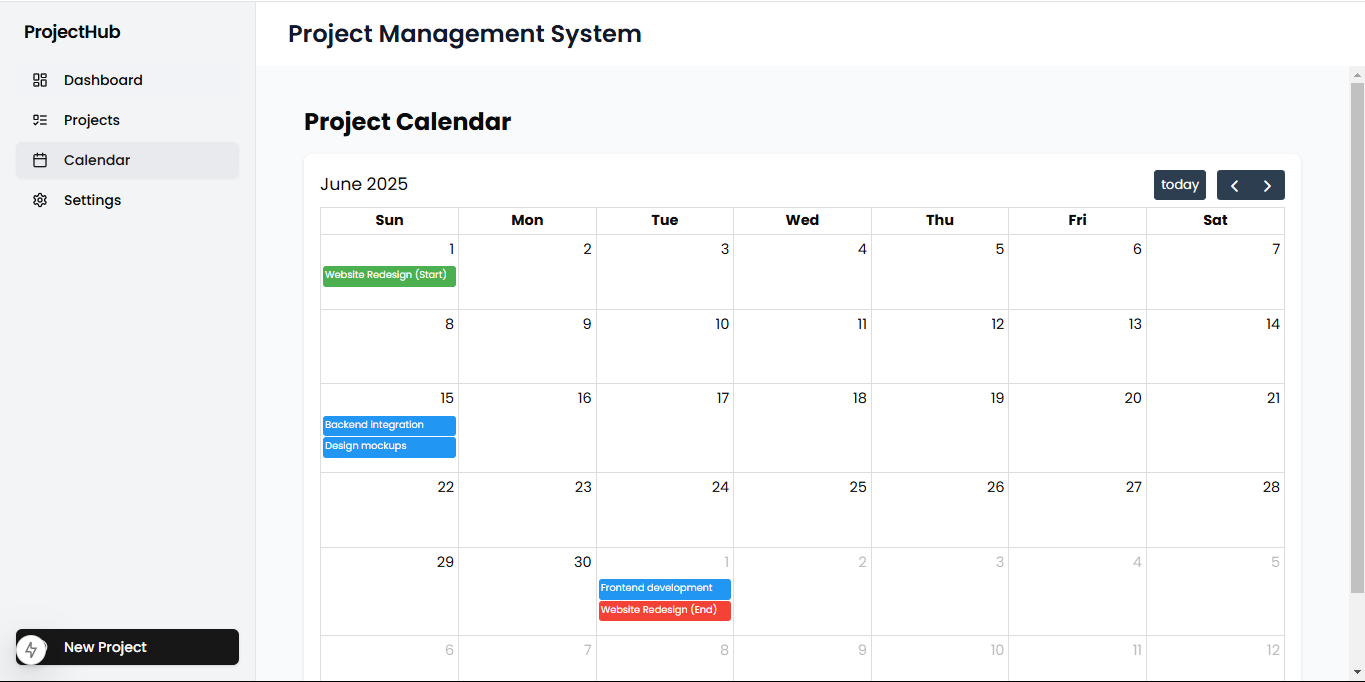 ProjectHub
Dashboard
Projects
Calendar
Settings
New Project
Project Management System
Project Calendar
June 2025
today
Sun Mon Tue Wed Thu Fri Sat
1 2 3 4 5 6 7
Website Redesign (Start)
8 9 10 11 12 13 14
15 16 17 18 19 20 21
Backend integration
Design mockups
22 23 24 25 26 27 28
29 30 1 2 3 4 5
Frontend development
Website Redesign (End)
6 7 8 9 10 11 12